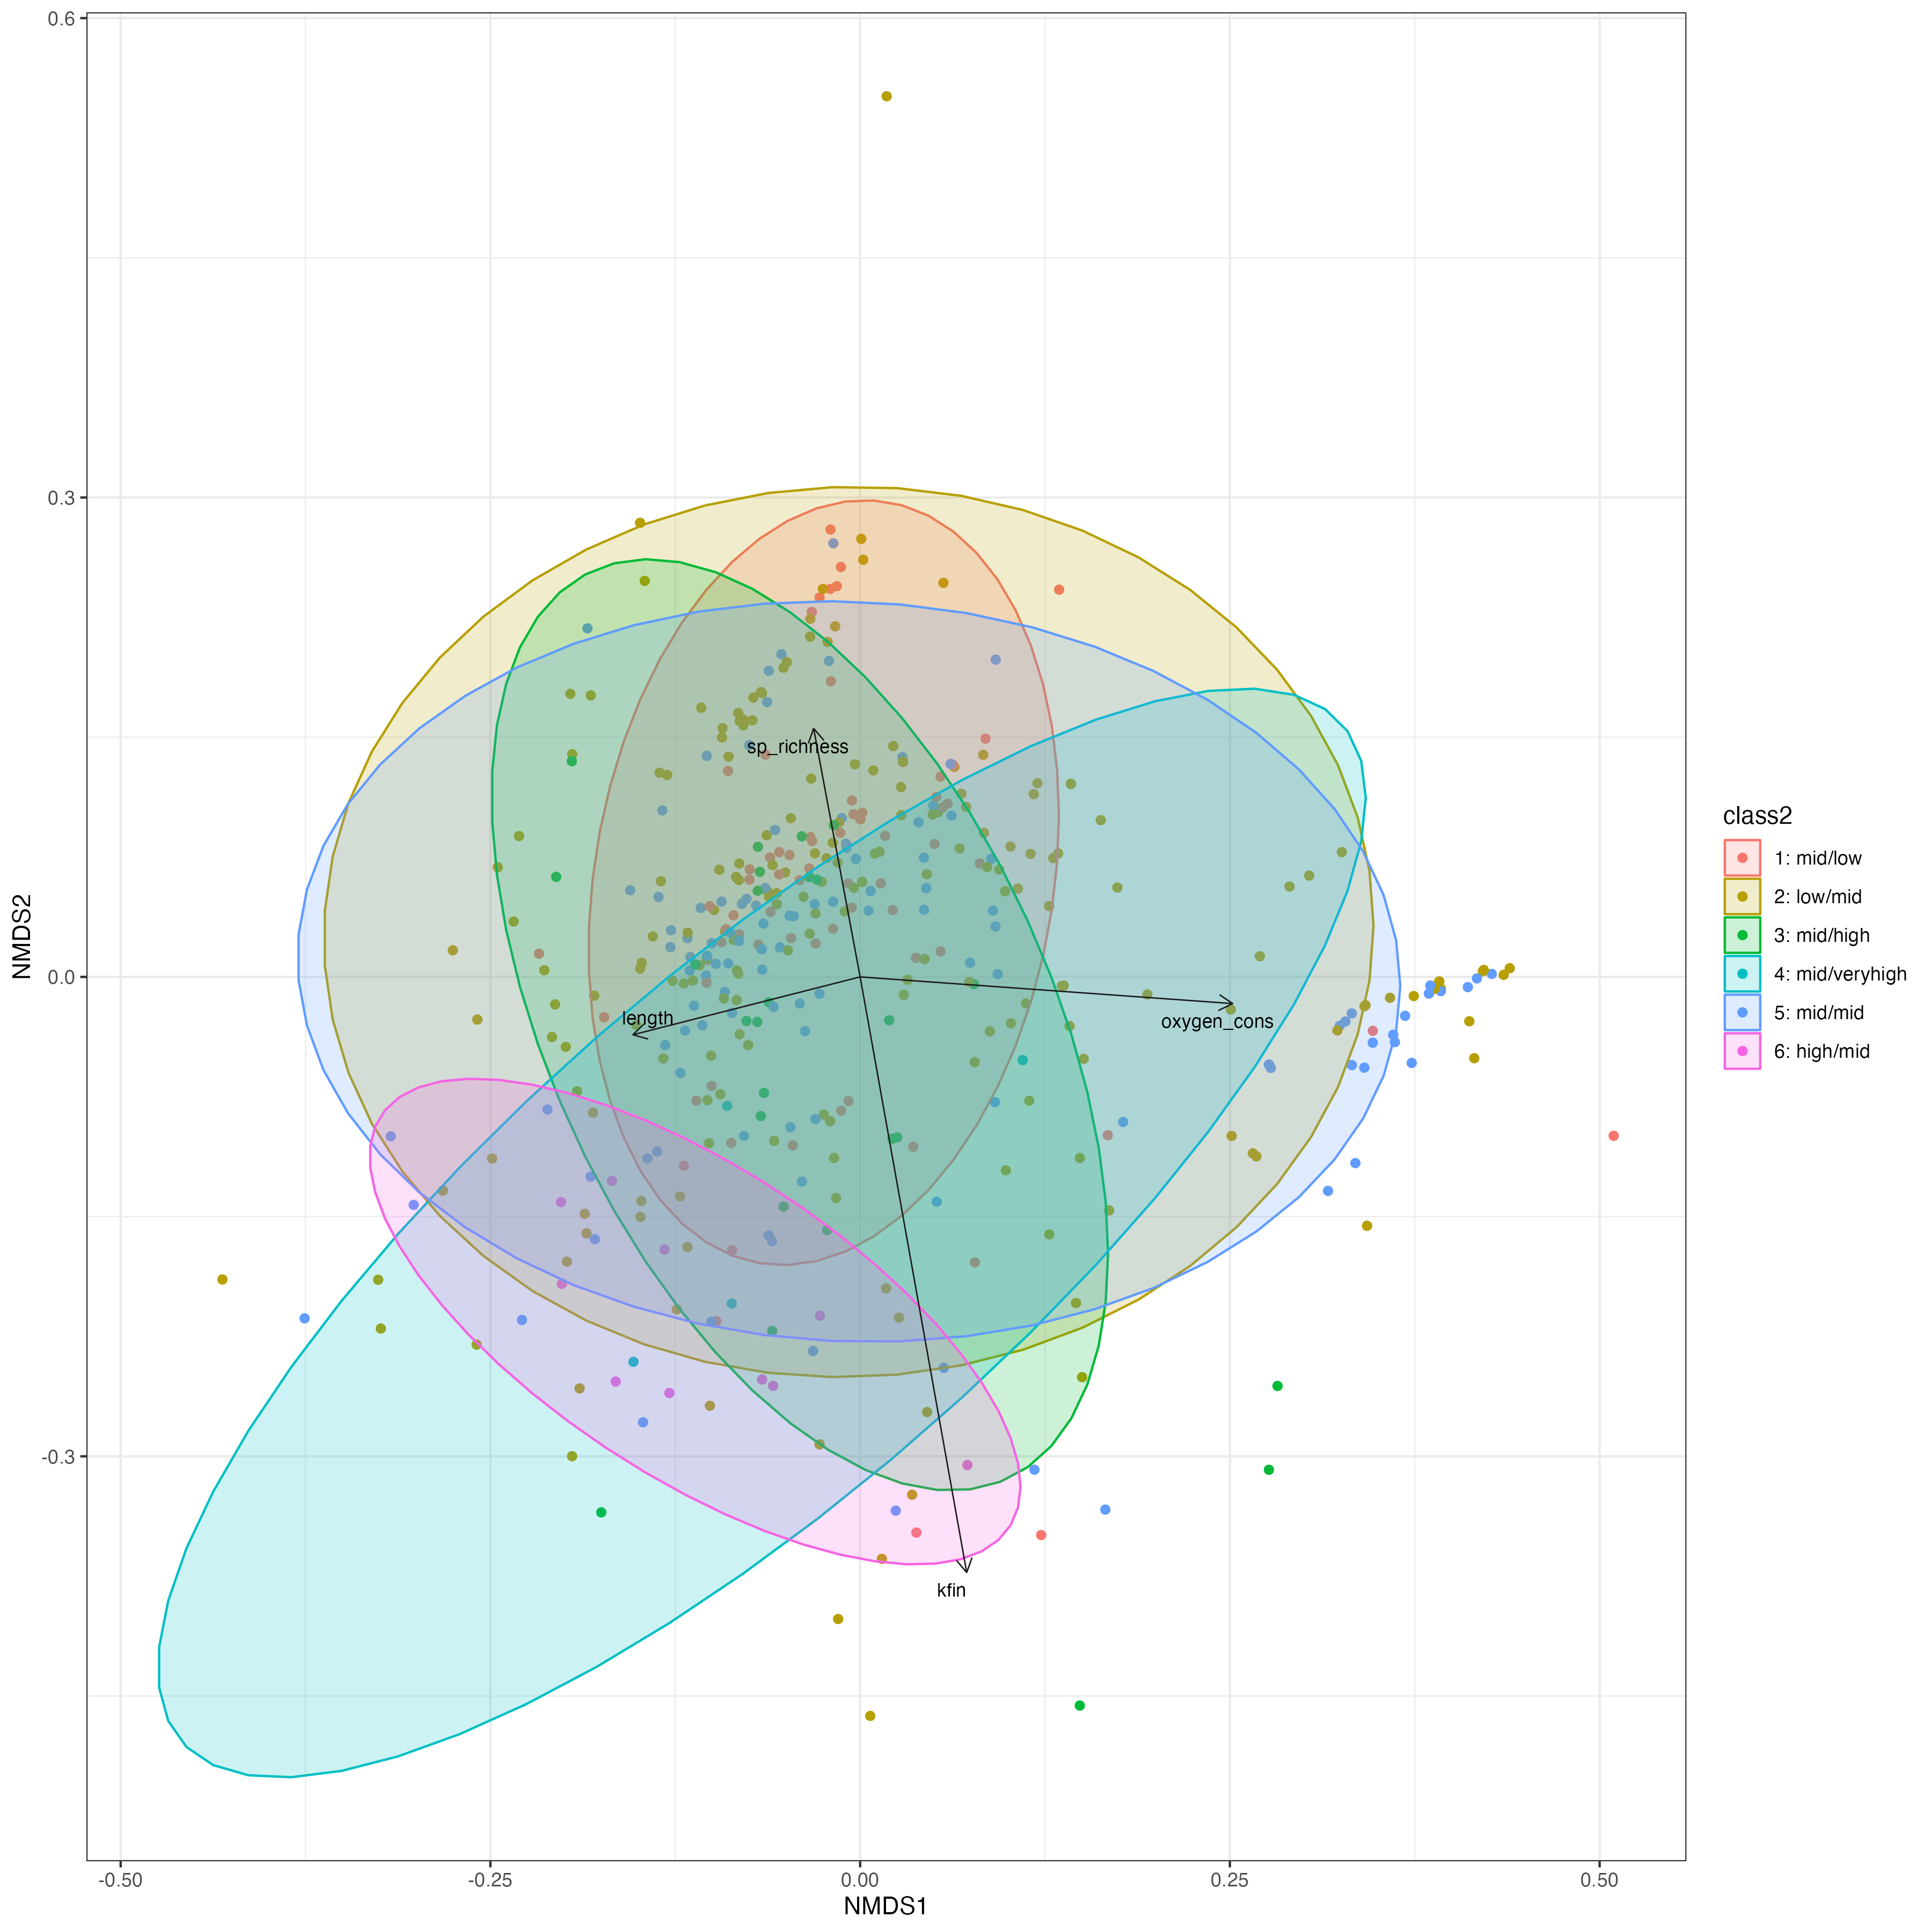 0.6
0.3
0.0
-0.3
NMDS2
sp_richness
length
oxygen_cons
kfin
-0.50
-0.25
0.00
0.25
0.50
NMDS1
class2
1: mid/low
2: low/mid
3: mid/high
4: mid/veryhigh
5: mid/mid
6: high/mid